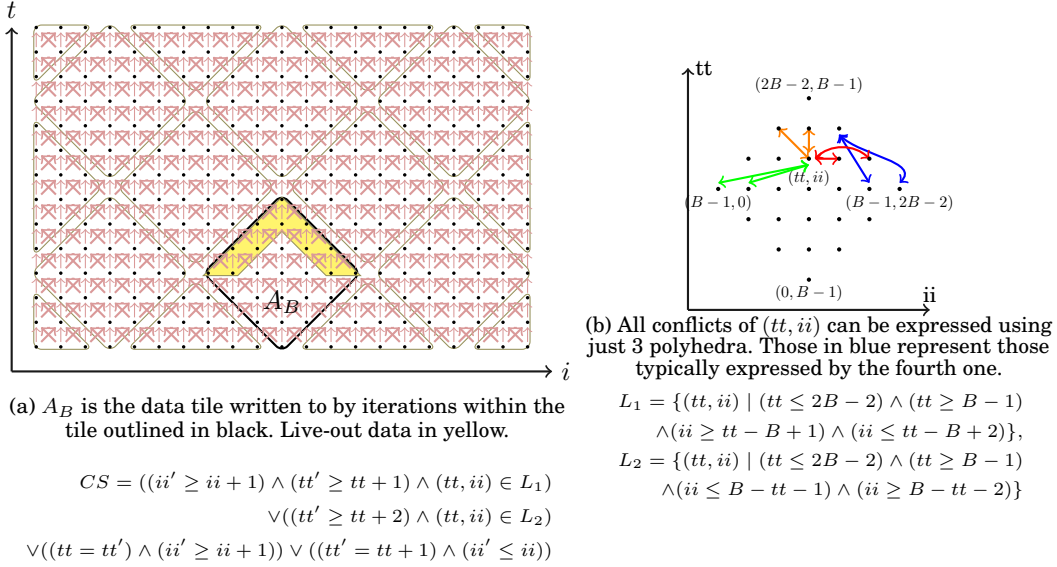 t
A_B
i
(a) A_B is the data tile written to by iterations within the
tile outlined in black. Live-out data in yellow.
CS = ((ii′ ≥ ii + 1) ∧ (tt′ ≥ tt + 1) ∧ (tt, ii) ∈ L₁)
∨((tt′ ≥ tt + 2) ∧ (tt, ii) ∈ L₂)
∨((tt = tt′) ∧ (ii′ ≥ ii + 1)) ∨ ((tt′ = tt + 1) ∧ (ii′ ≤ ii))
tt
(2B − 2, B − 1)
(tt, ii)
(B − 1, 0)
(B − 1, 2B − 2)
(0, B − 1)
ii
(b) All conflicts of (tt, ii) can be expressed using
just 3 polyhedra. Those in blue represent those
typically expressed by the fourth one.
L₁ = {(tt, ii) | (tt ≤ 2B − 2) ∧ (tt ≥ B − 1)
∧(ii ≥ tt − B + 1) ∧ (ii ≤ tt − B + 2)},
L₂ = {(tt, ii) | (tt ≤ 2B − 2) ∧ (tt ≥ B − 1)
∧(ii ≤ B − tt − 1) ∧ (ii ≥ B − tt − 2)}